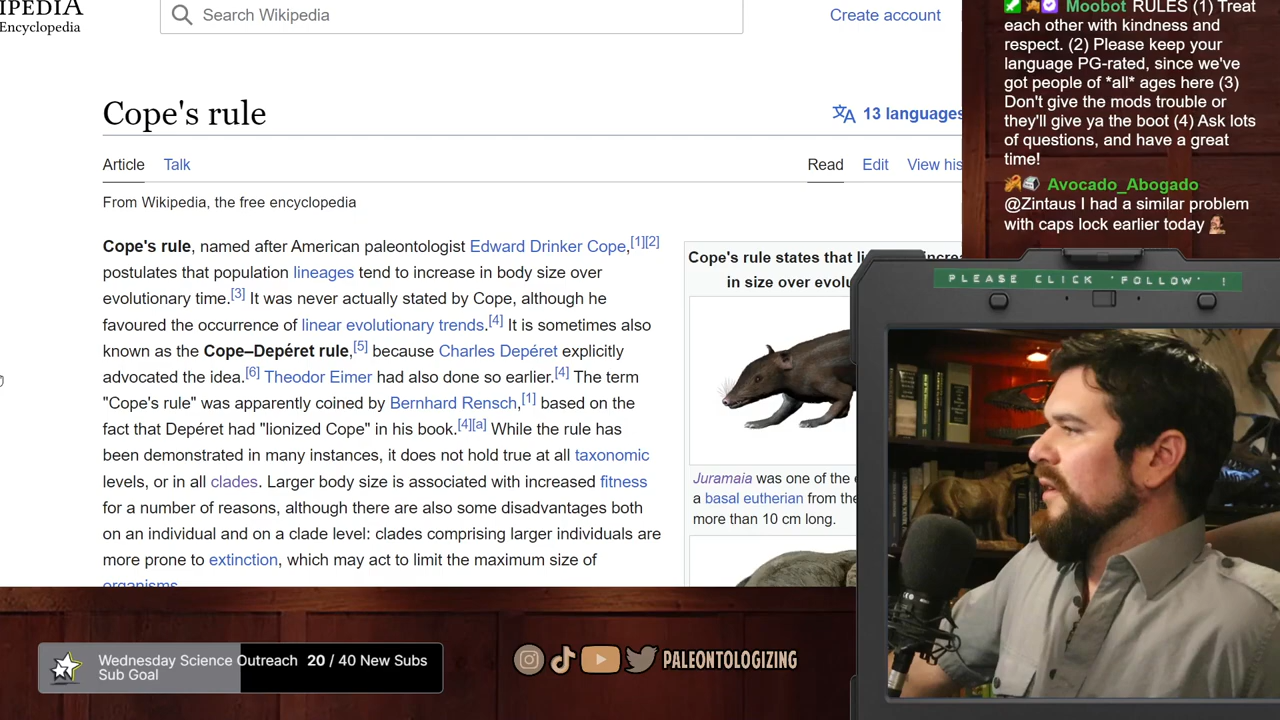 IPEDIA
Encyclopedia
Search Wikipedia
Create account
Cope's rule
13 languages
Article Talk
Read Edit View his
From Wikipedia, the free encyclopedia
Cope's rule, named after American paleontologist Edward Drinker Cope,[1][2]
postulates that population lineages tend to increase in body size over
evolutionary time.[3] It was never actually stated by Cope, although he
favoured the occurrence of linear evolutionary trends.[4] It is sometimes also
known as the Cope–Depéret rule,[5] because Charles Depéret explicitly
advocated the idea.[6] Theodor Eimer had also done so earlier.[4] The term
"Cope's rule" was apparently coined by Bernhard Rensch,[1] based on the
fact that Depéret had "lionized Cope" in his book.[4][a] While the rule has
been demonstrated in many instances, it does not hold true at all taxonomic
levels, or in all clades. Larger body size is associated with increased fitness
for a number of reasons, although there are also some disadvantages both
on an individual and on a clade level: clades comprising larger individuals are
more prone to extinction, which may act to limit the maximum size of
organisms.
Cope's rule states that li
in size over evolu
Juramaia was one of the
a basal eutherian from the
more than 10 cm long.
Moobot RULES (1) Treat
each other with kindness and
respect. (2) Please keep your
language PG-rated, since we've
got people of *all* ages here (3)
Don't give the mods trouble or
they'll give ya the boot (4) Ask lots
of questions, and have a great
time!
Avocado_Abogado
@Zintaus I had a similar problem
with caps lock earlier today
PLEASE CLICK 'FOLLOW' !
Wednesday Science Outreach 20 / 40 New Subs
Sub Goal
PALEONTOLOGIZING